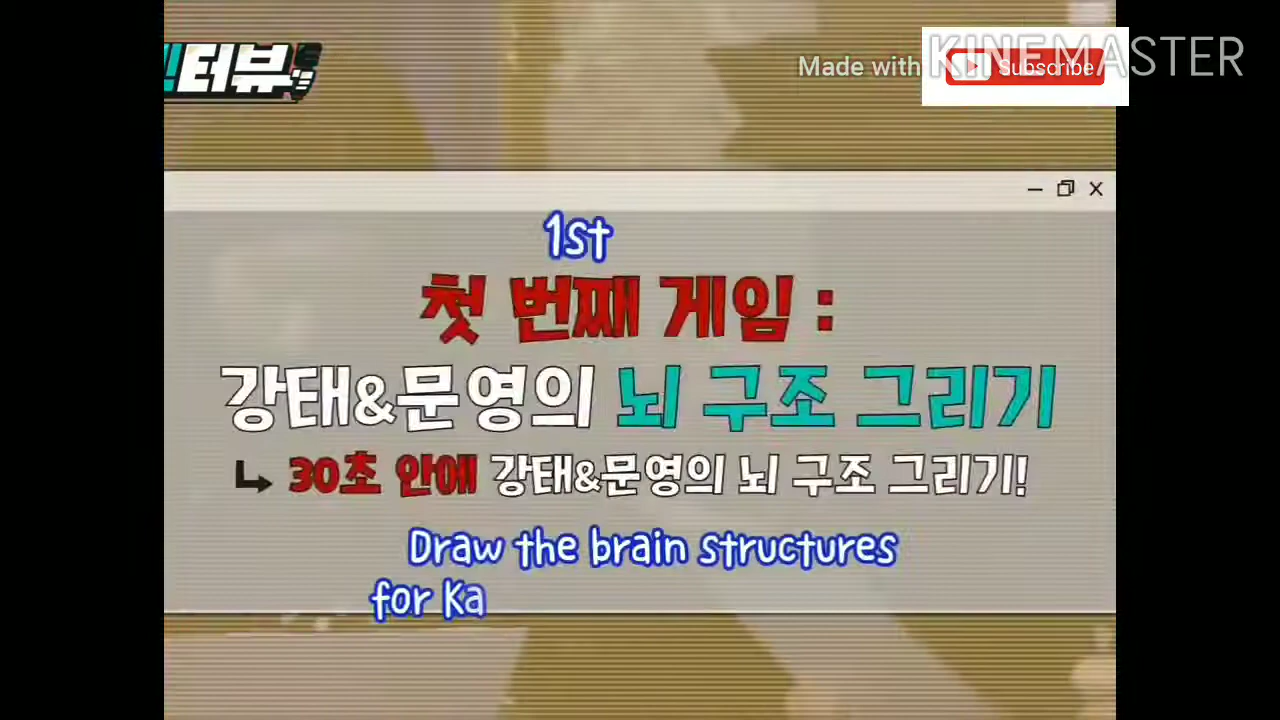 터뷰
Made with KINEMASTER
Subscribe
1st
첫 번째 게임 :
강태&문영의 뇌 구조 그리기
30초 안에 강태&문영의 뇌 구조 그리기!
Draw the brain structures
for Ka